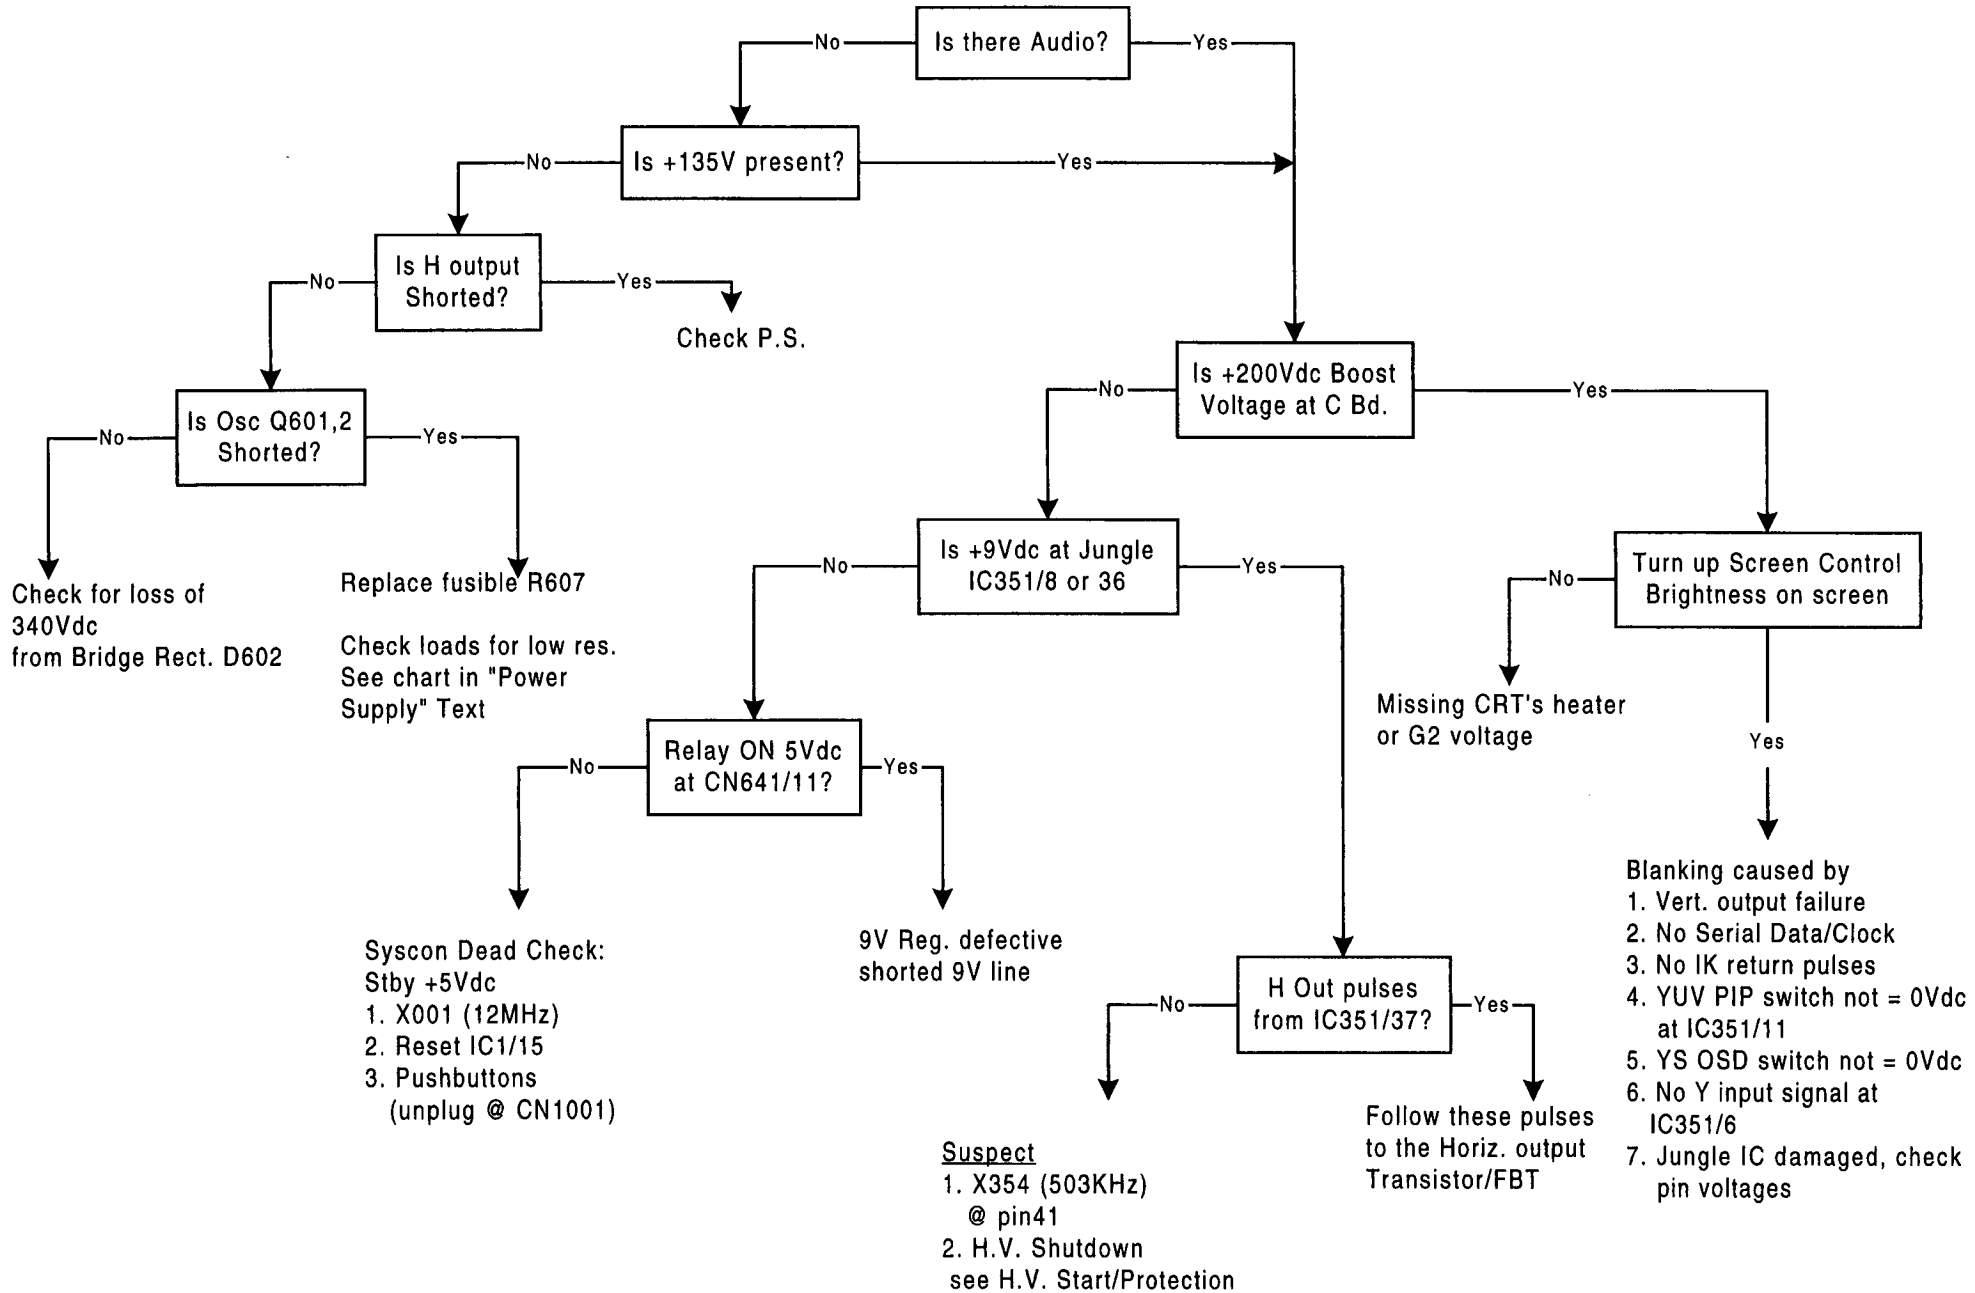 Is there Audio?
No
Yes
Is +135V present?
No
Yes
Is H output
Shorted?
No
Yes
Check P.S.
Is Osc Q601,2
Shorted?
No
Yes
Check for loss of
340Vdc
from Bridge Rect. D602
Replace fusible R607
Check loads for low res.
See chart in "Power
Supply" Text
Is +200Vdc Boost
Voltage at C Bd.
No
Yes
Is +9Vdc at Jungle
IC351/8 or 36
No
Yes
Turn up Screen Control
Brightness on screen
No
Yes
Missing CRT's heater
or G2 voltage
Relay ON 5Vdc
at CN641/11?
No
Yes
Syscon Dead Check:
Stby +5Vdc
1. X001 (12MHz)
2. Reset IC1/15
3. Pushbuttons
(unplug @ CN1001)
9V Reg. defective
shorted 9V line
H Out pulses
from IC351/37?
No
Yes
Suspect
1. X354 (503KHz)
@ pin41
2. H.V. Shutdown
see H.V. Start/Protection
Follow these pulses
to the Horiz. output
Transistor/FBT
Blanking caused by
1. Vert. output failure
2. No Serial Data/Clock
3. No IK return pulses
4. YUV PIP switch not = 0Vdc
at IC351/11
5. YS OSD switch not = 0Vdc
6. No Y input signal at
IC351/6
7. Jungle IC damaged, check
pin voltages